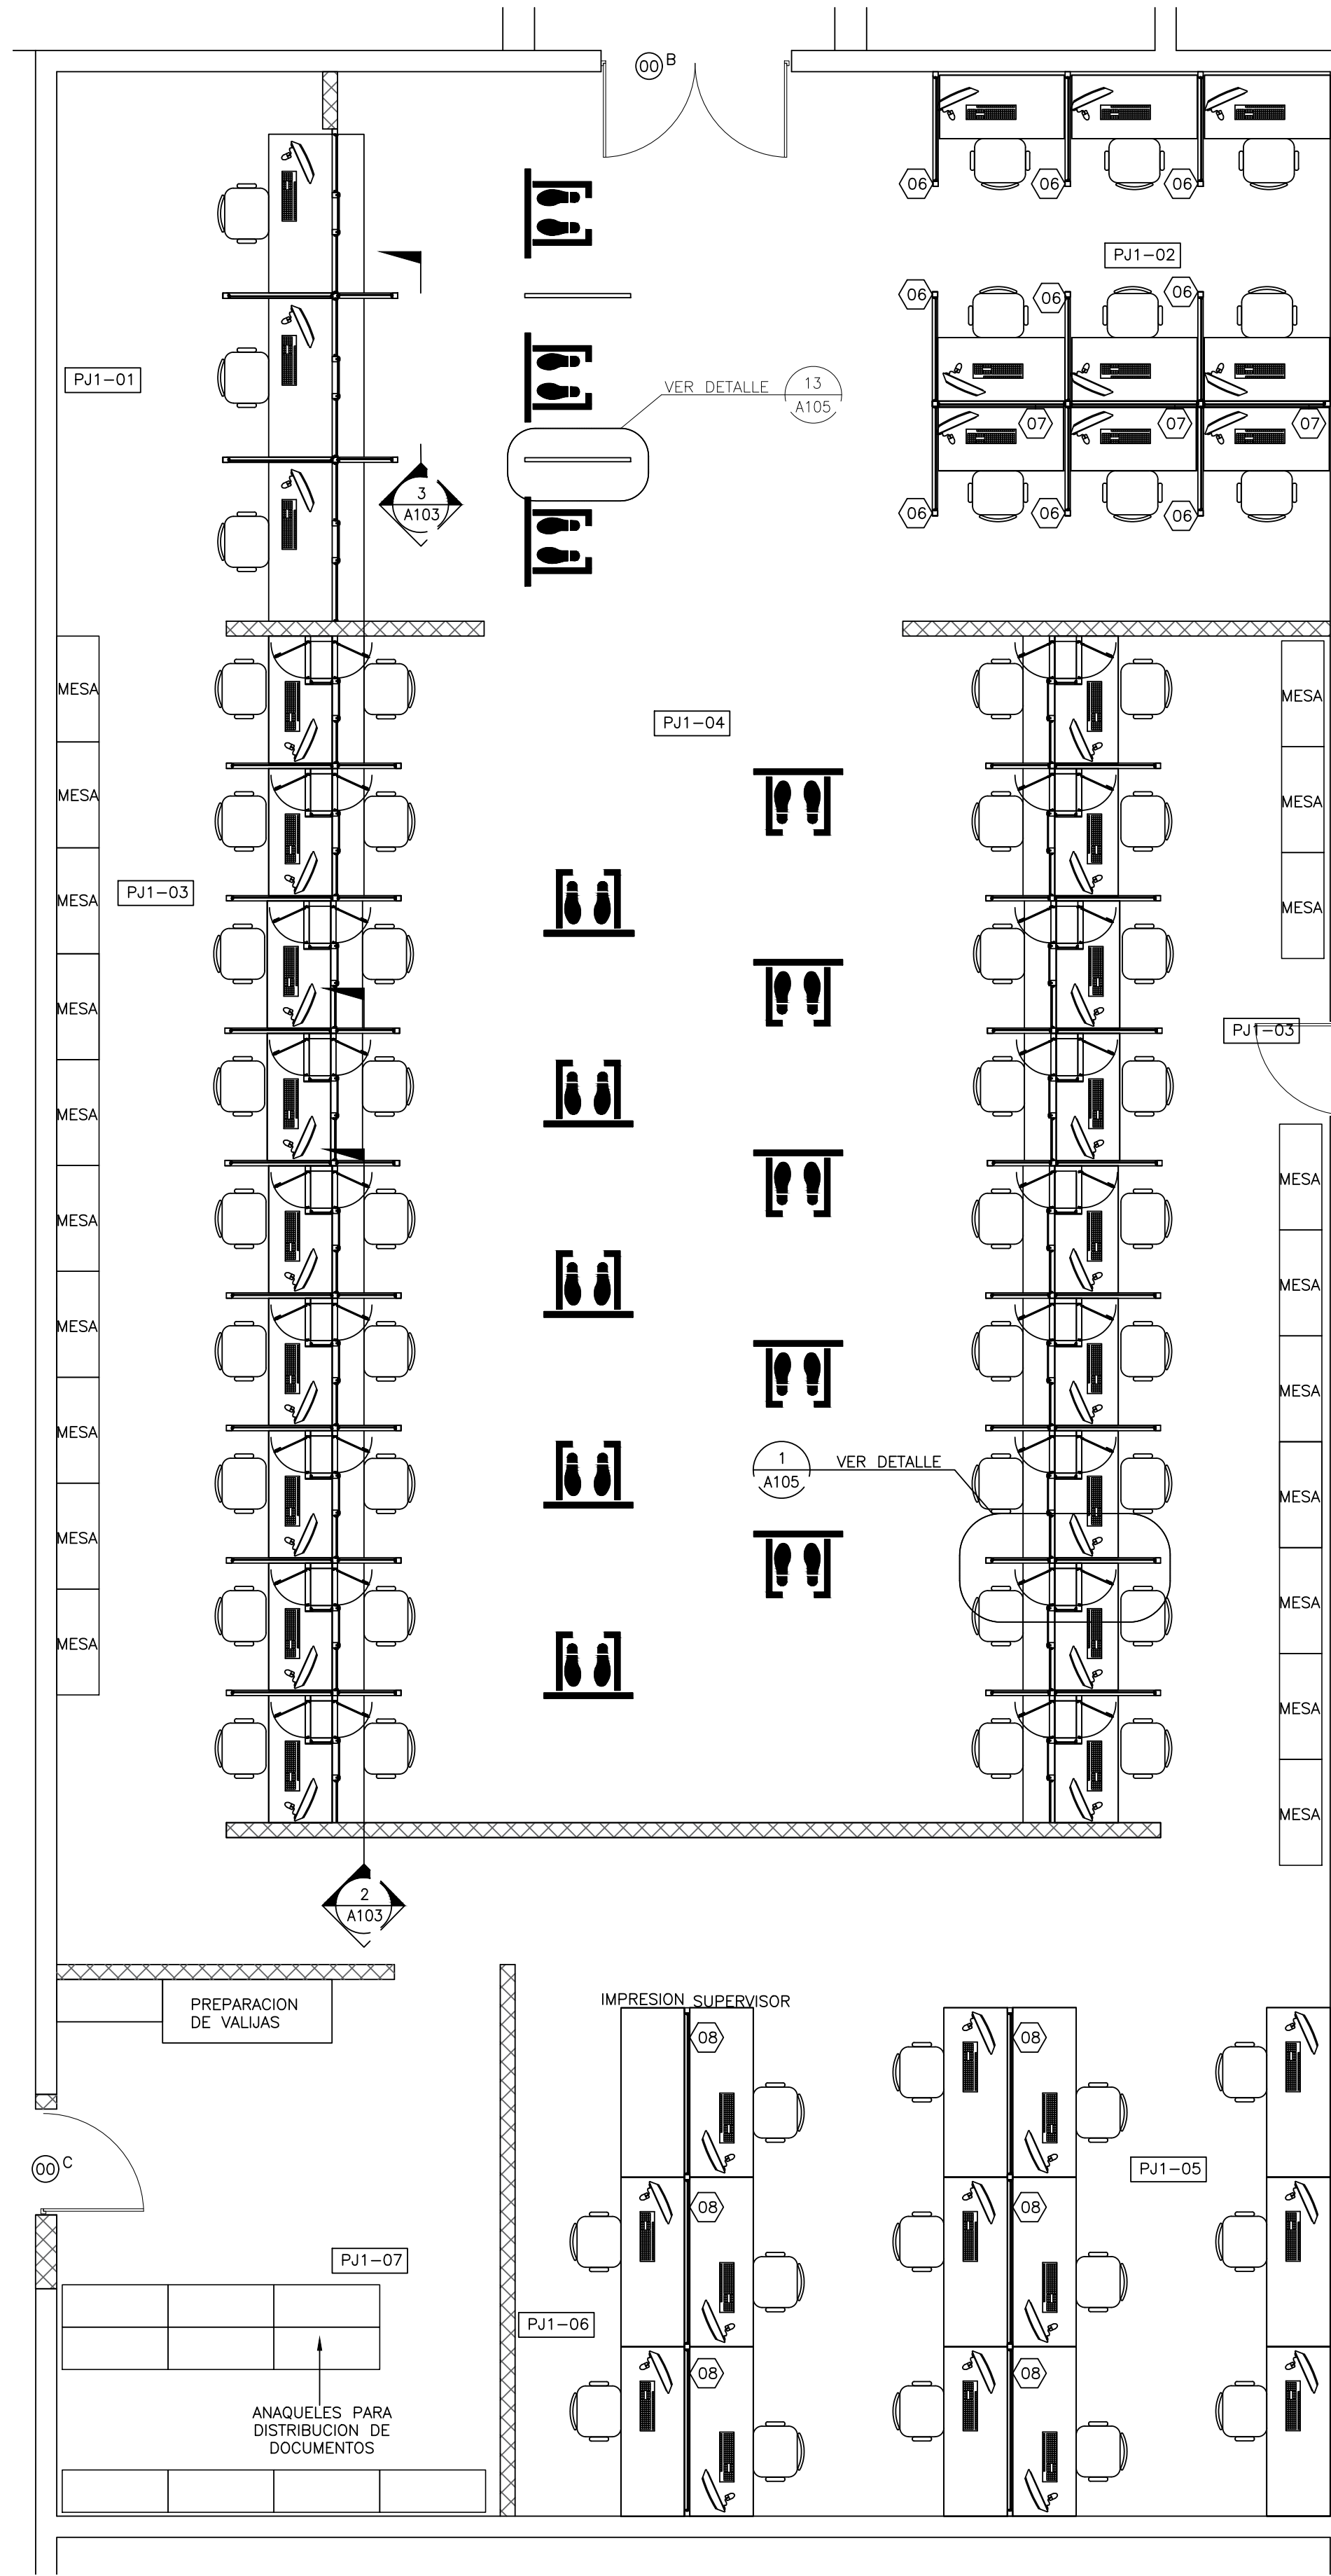 00 B
06 06 06
PJ1-02
06 06 06
PJ1-01
VER DETALLE 13
A105
07 07 07
3
A103
06 06 06
MESA
MESA
PJ1-04
MESA
MESA
MESA
PJ1-03
MESA
MESA
MESA
PJ1-03
MESA
MESA
MESA
MESA
MESA
MESA
MESA
1
A105
VER DETALLE
MESA
MESA
MESA
MESA
MESA
MESA
2
A103
PREPARACION
DE VALIJAS
IMPRESION SUPERVISOR
08 08
00 C
PJ1-05
08 08
PJ1-07
PJ1-06
08 08
ANAQUELES PARA
DISTRIBUCION DE
DOCUMENTOS